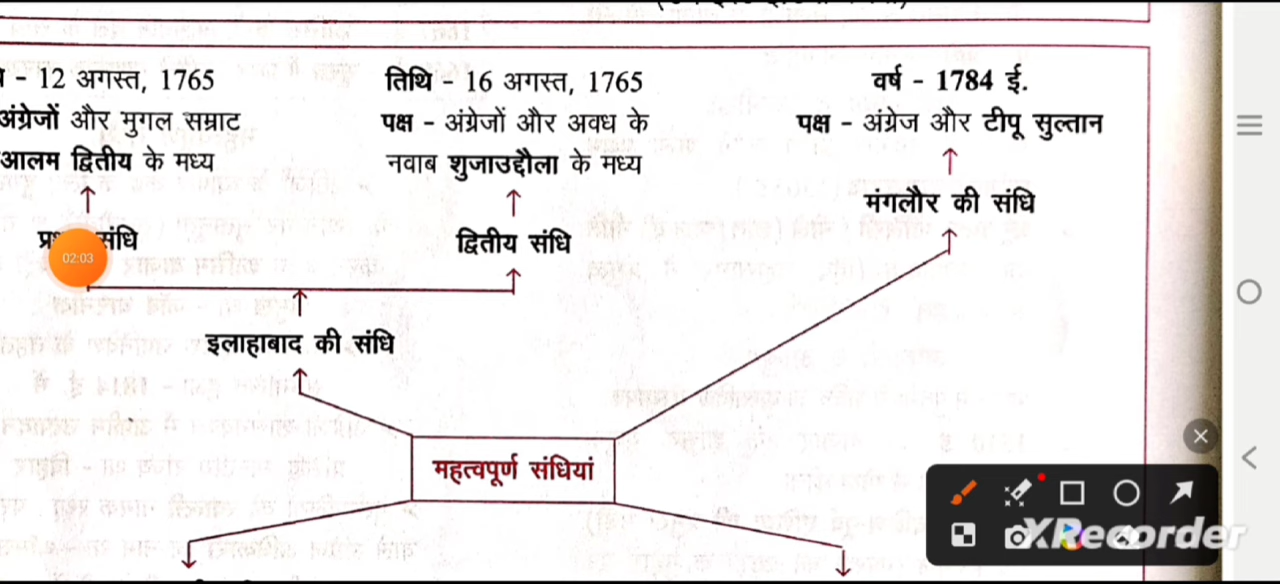 - 12 अगस्त, 1765
अंग्रेजों और मुगल सम्राट
आलम द्वितीय के मध्य
संधि
02:03
तिथि - 16 अगस्त, 1765
पक्ष - अंग्रेजों और अवध के
नवाब शुजाउद्दौला के मध्य
द्वितीय संधि
वर्ष - 1784 ई.
पक्ष - अंग्रेज और टीपू सुल्तान
मंगलौर की संधि
इलाहाबाद की संधि
महत्वपूर्ण संधियां
XRecorder